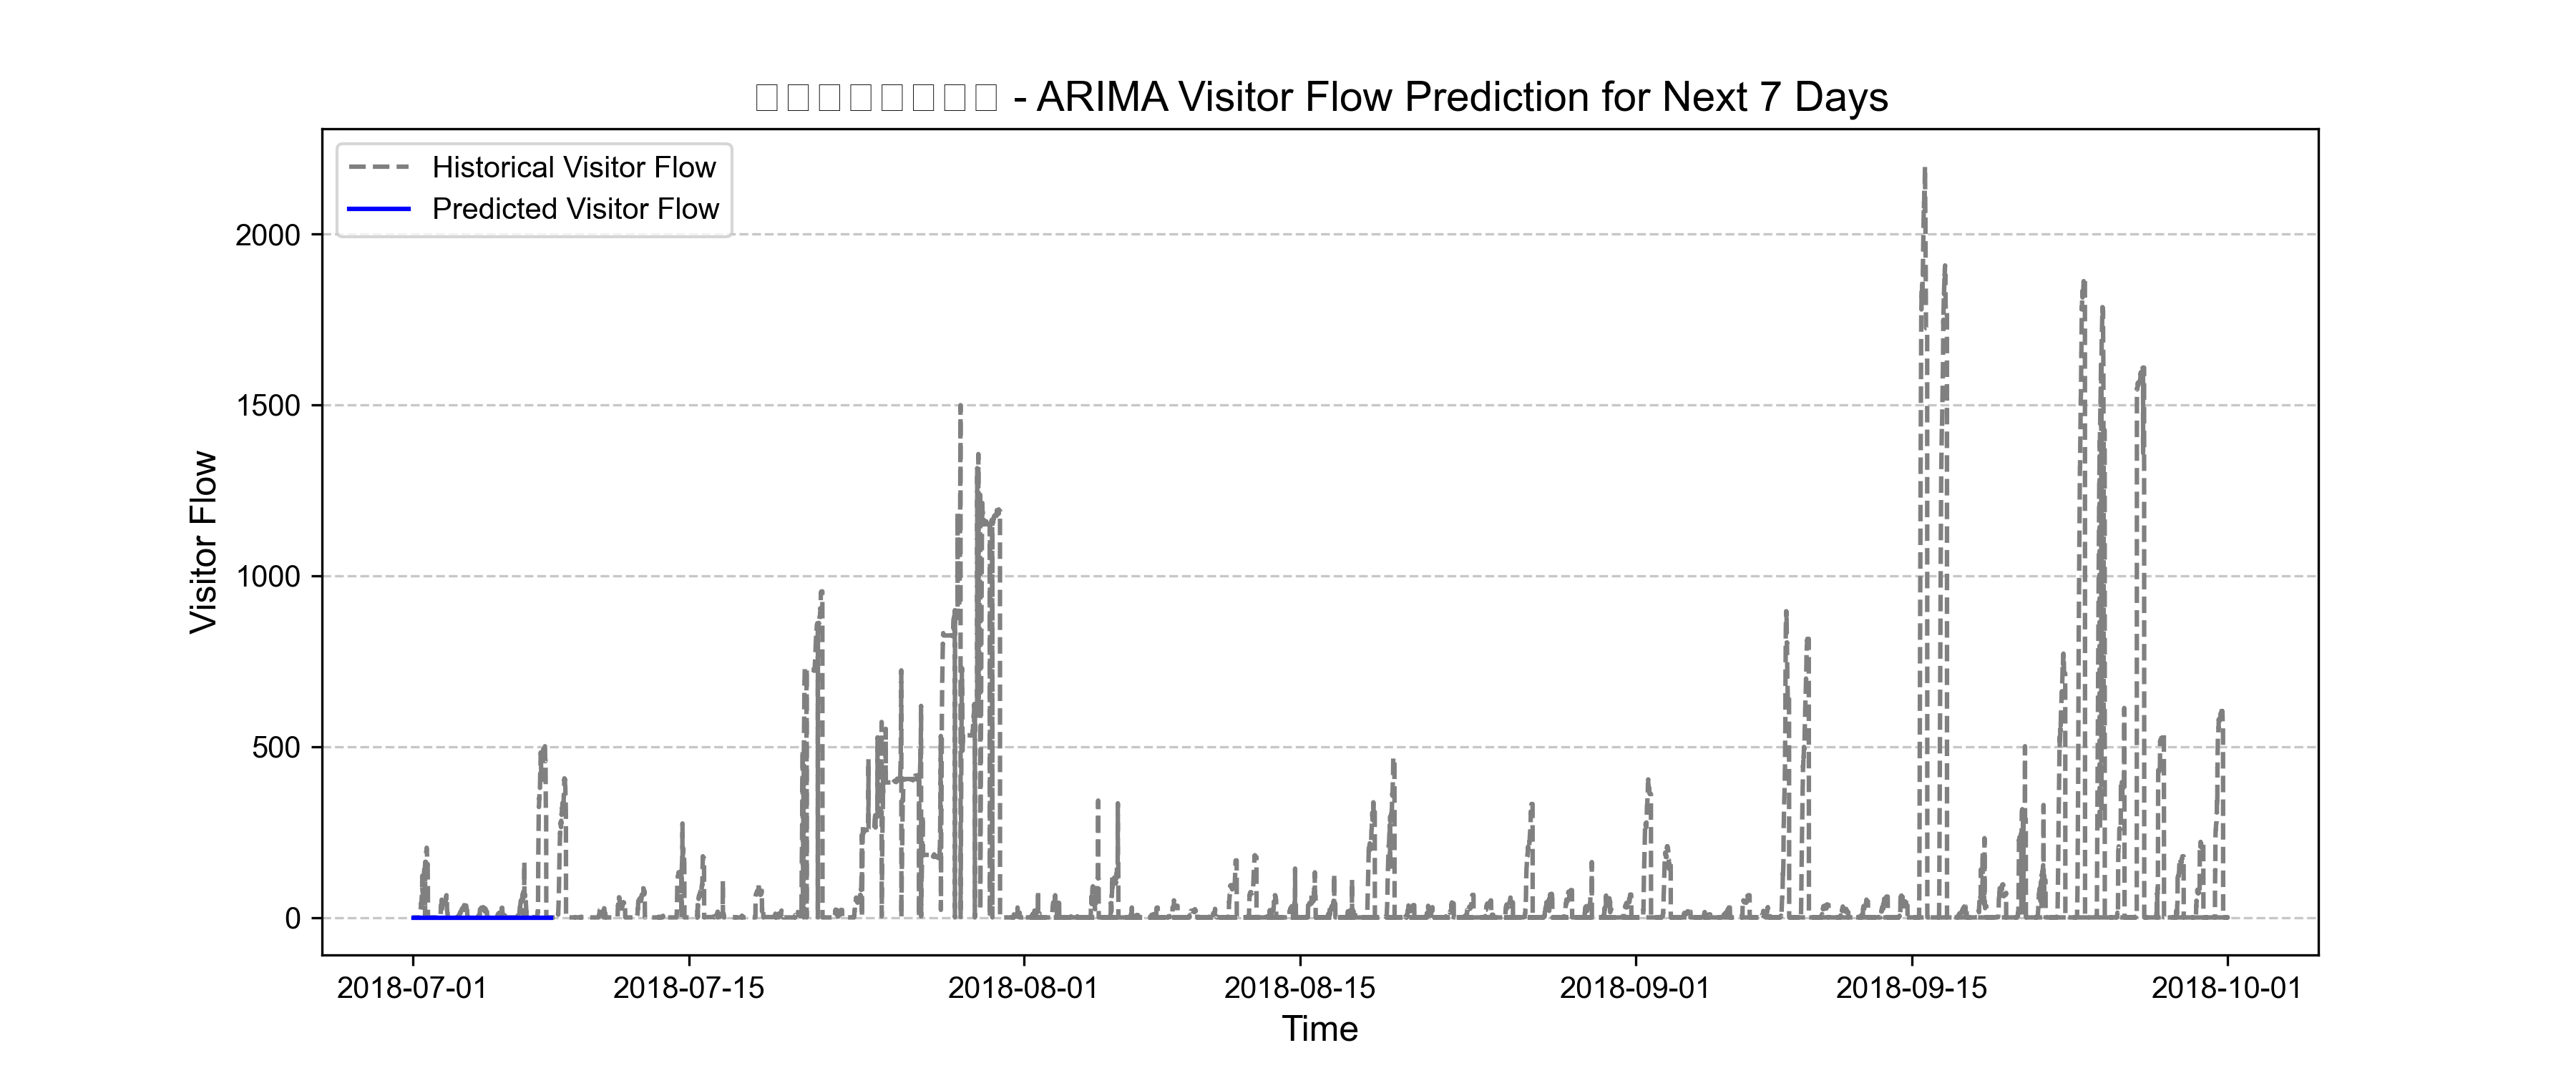 - ARIMA Visitor Flow Prediction for Next 7 Days
Historical Visitor Flow
Predicted Visitor Flow
Visitor Flow
2000
1500
1000
500
0
2018-07-01
2018-07-15
2018-08-01
2018-08-15
2018-09-01
2018-09-15
2018-10-01
Time